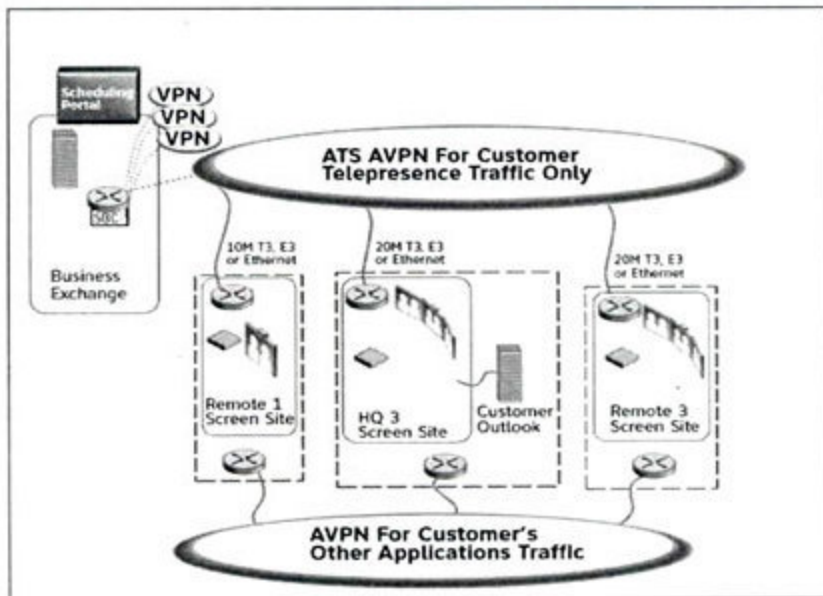 Scheduling
Portal
VPN
VPN
VPN
ATS AVPN For Customer
Telepresence Traffic Only
SBC
Business
Exchange
10M T3, E3
or Ethernet
20M T3, E3
or Ethernet
20M T3, E3
or Ethernet
Remote 1
Screen Site
HQ 3
Screen Site
Customer
Outlook
Remote 3
Screen Site
AVPN For Customer's
Other Applications Traffic